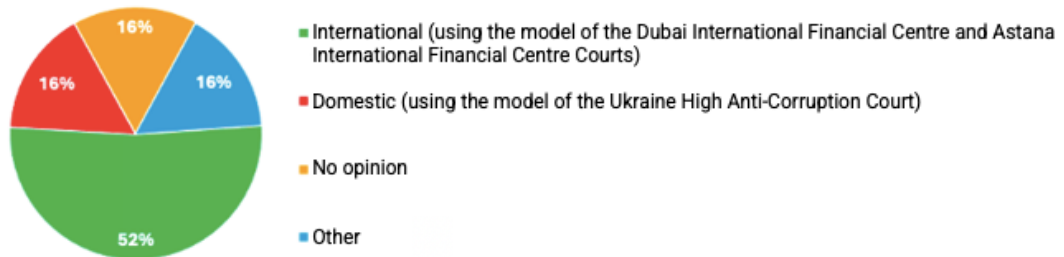 16%
16%
16%
52%
International (using the model of the Dubai International Financial Centre and Astana
International Financial Centre Courts)
Domestic (using the model of the Ukraine High Anti-Corruption Court)
No opinion
Other